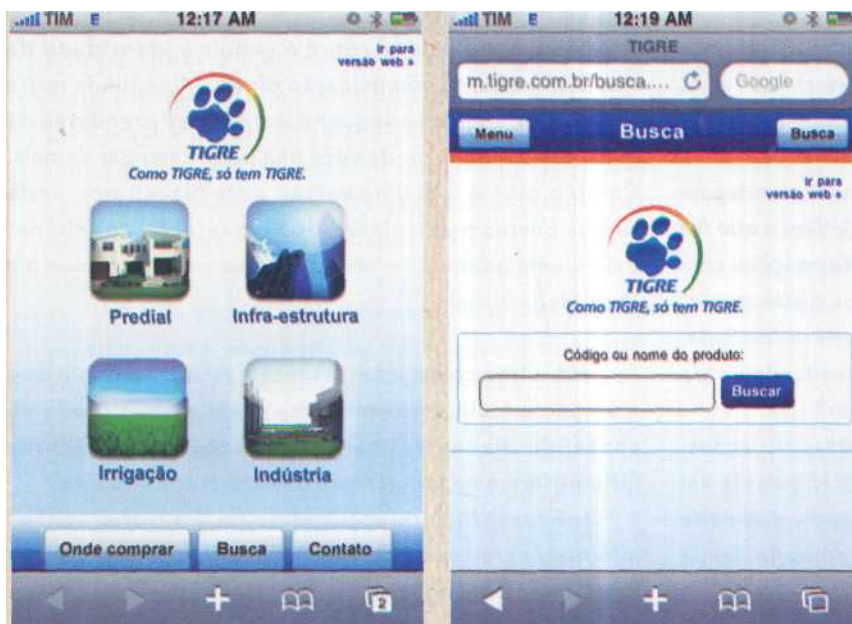 TIM E 12:17 AM
Ir para
versão web »
TIGRE
Como TIGRE, só tem TIGRE.
Predial Infra-estrutura
Irrigação Indústria
Onde comprar Busca Contato
2
TIM E 12:19 AM
TIGRE
m.tigre.com.br/busca.... Google
Menu Busca Busca
Ir para
versão web »
TIGRE
Como TIGRE, só tem TIGRE.
Código ou nome do produto:
Buscar